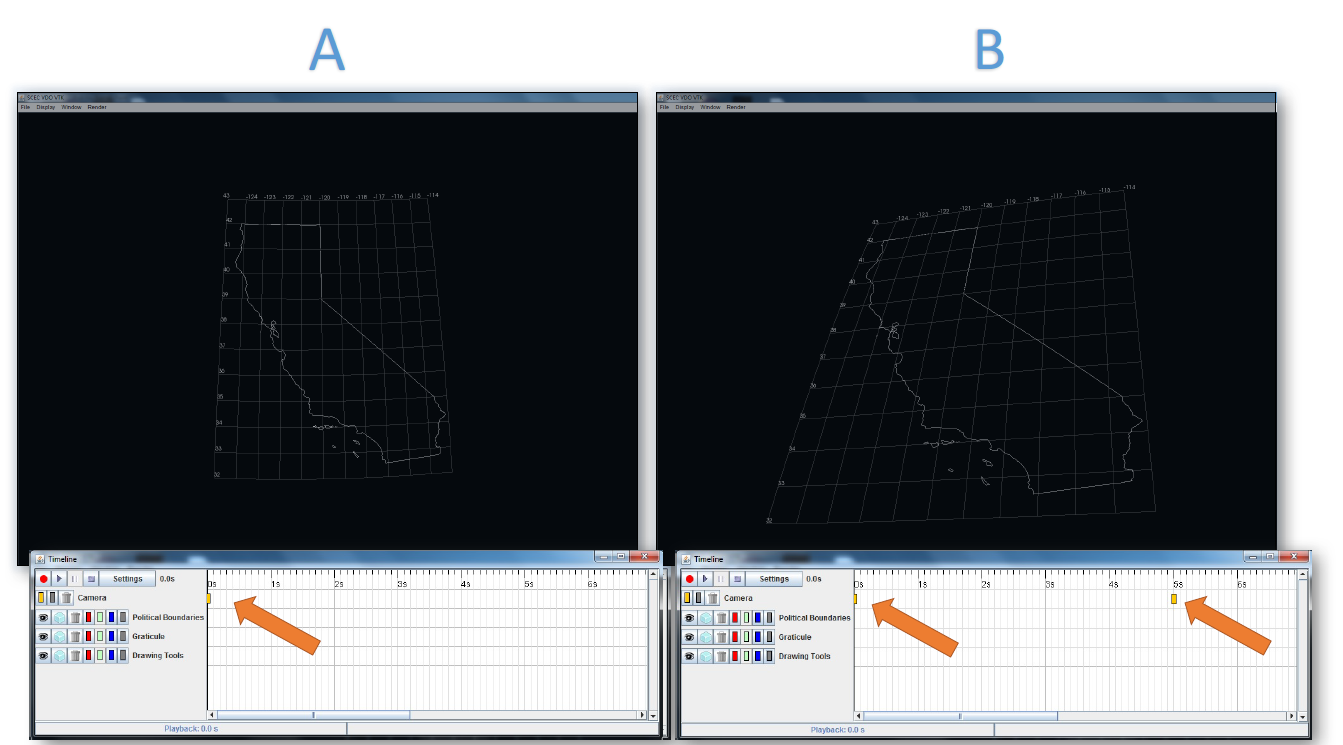 A
B
SCEC VDO VTK
File Display Window Render
43 -124 -123 -122 -121 -120 -119 -118 -117 -116 -115 -114
42
41
40
39
38
37
36
35
34
33
32
Timeline
Settings 0.0s
0s 1s 2s 3s 4s 5s 6s
Camera
Political Boundaries
Graticule
Drawing Tools
Playback: 0.0 s
SCEC VDO VTK
File Display Window Render
43 -124 -123 -122 -121 -120 -119 -118 -117 -116 -115 -114
42
41
40
39
38
37
36
35
34
33
32
Timeline
Settings 0.0s
0s 1s 2s 3s 4s 5s 6s
Camera
Political Boundaries
Graticule
Drawing Tools
Playback: 0.0 s